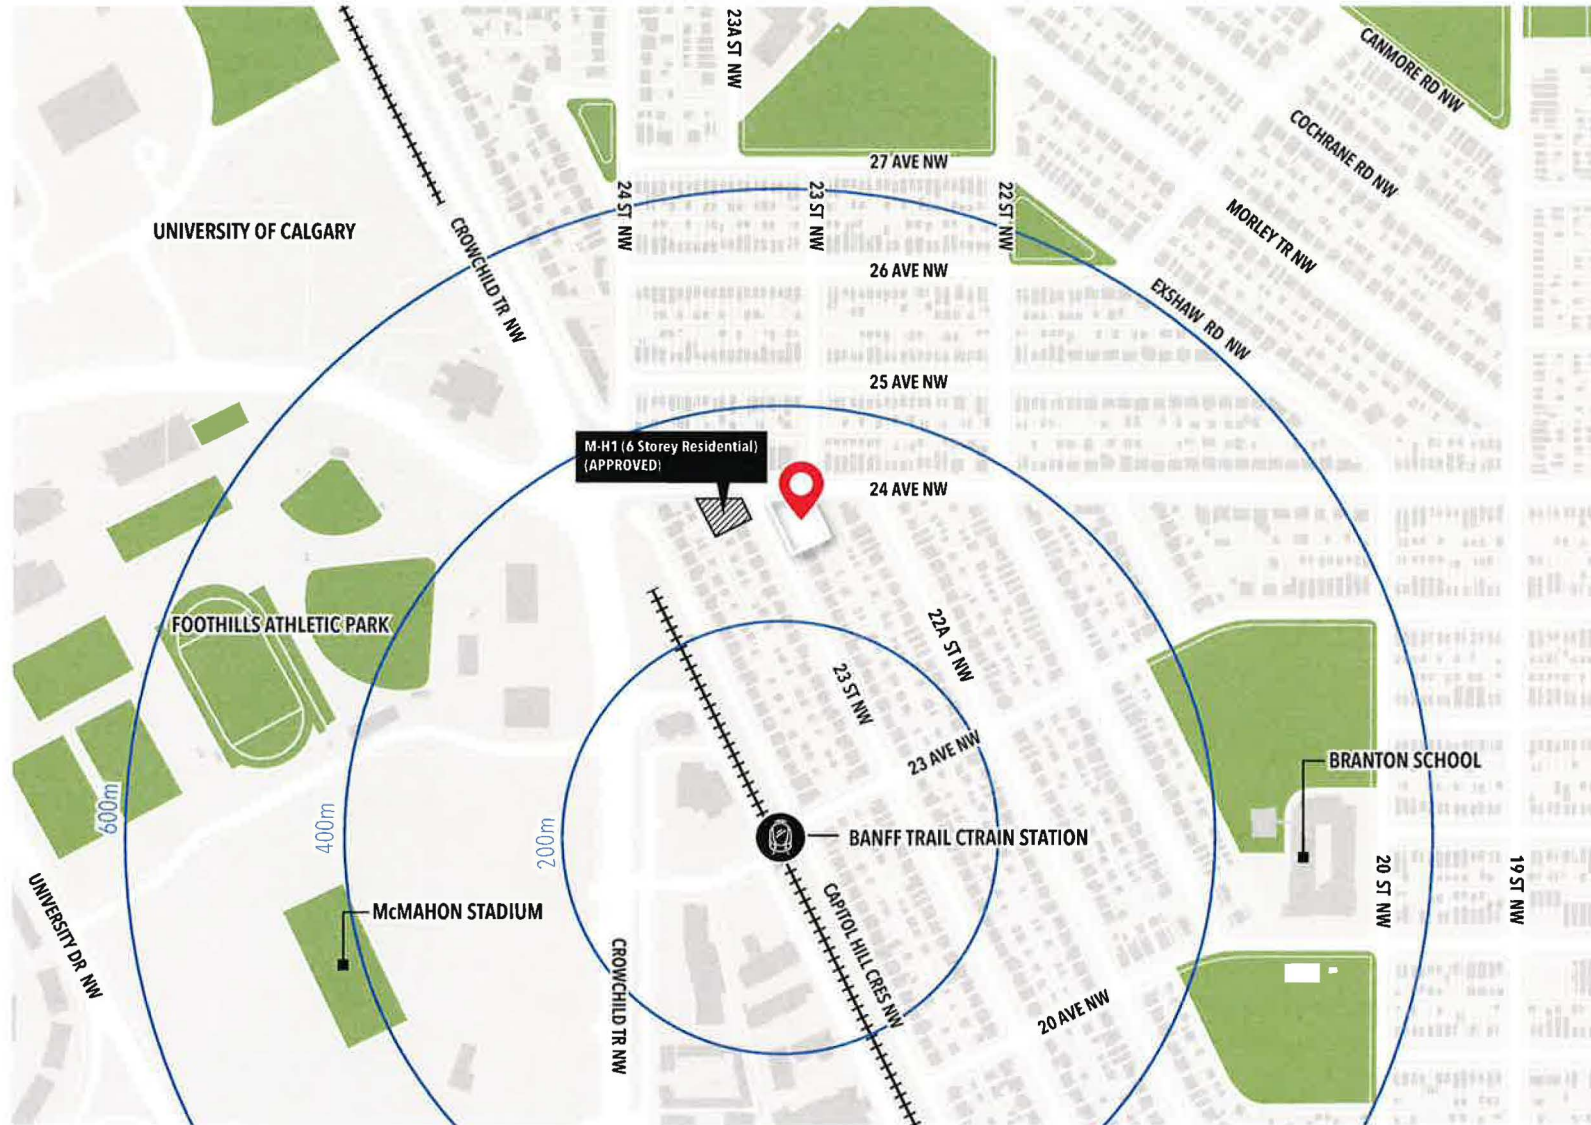 23A ST NW
CANMORE RD NW
COCHRANE RD NW
27 AVE NW
24 ST NW
23 ST NW
22 ST NW
MORLEY TR NW
UNIVERSITY OF CALGARY
CROWCHILD TR NW
26 AVE NW
EXSHAW RD NW
25 AVE NW
M-H1 (6 Storey Residential)
(APPROVED)
24 AVE NW
FOOTHILLS ATHLETIC PARK
22A ST NW
23 ST NW
23 AVE NW
BRANTON SCHOOL
600m
400m
200m
BANFF TRAIL CTRAIN STATION
UNIVERSITY DR NW
McMAHON STADIUM
CROWCHILD TR NW
CAPITOL HILL CRES NW
20 ST NW
19 ST NW
20 AVE NW